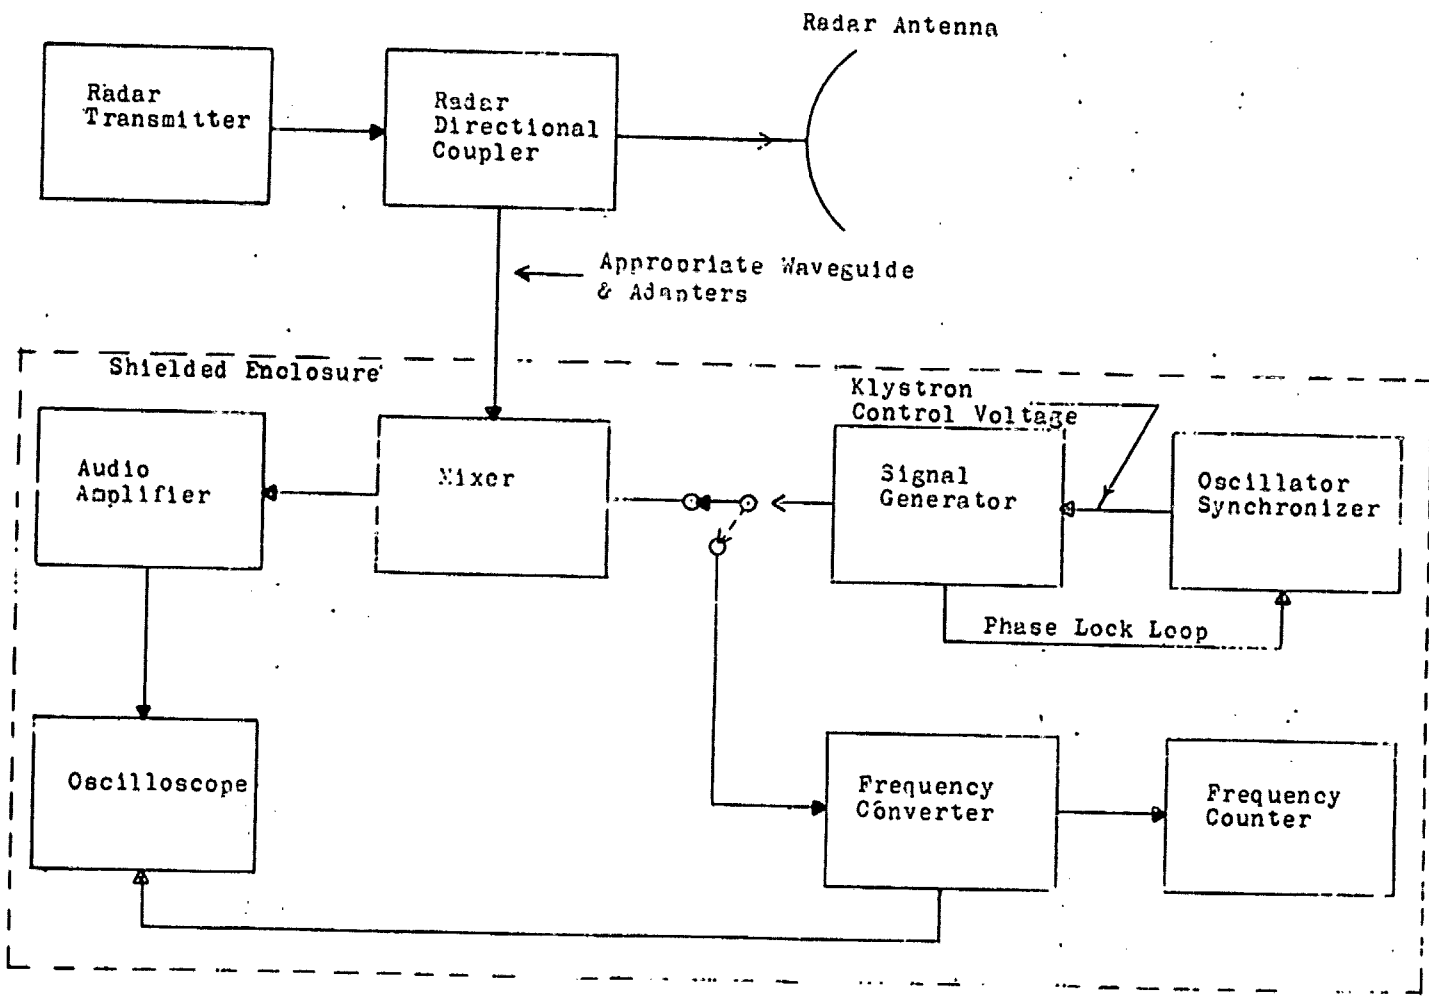 Radar Antenna
Radar
Transmitter
Radar
Directional
Coupler
Appropriate Waveguide
& Adapters
Shielded Enclosure
Klystron
Control Voltage
Audio
Amplifier
Mixer
Signal
Generator
Oscillator
Synchronizer
Phase Lock Loop
Oscilloscope
Frequency
Converter
Frequency
Counter